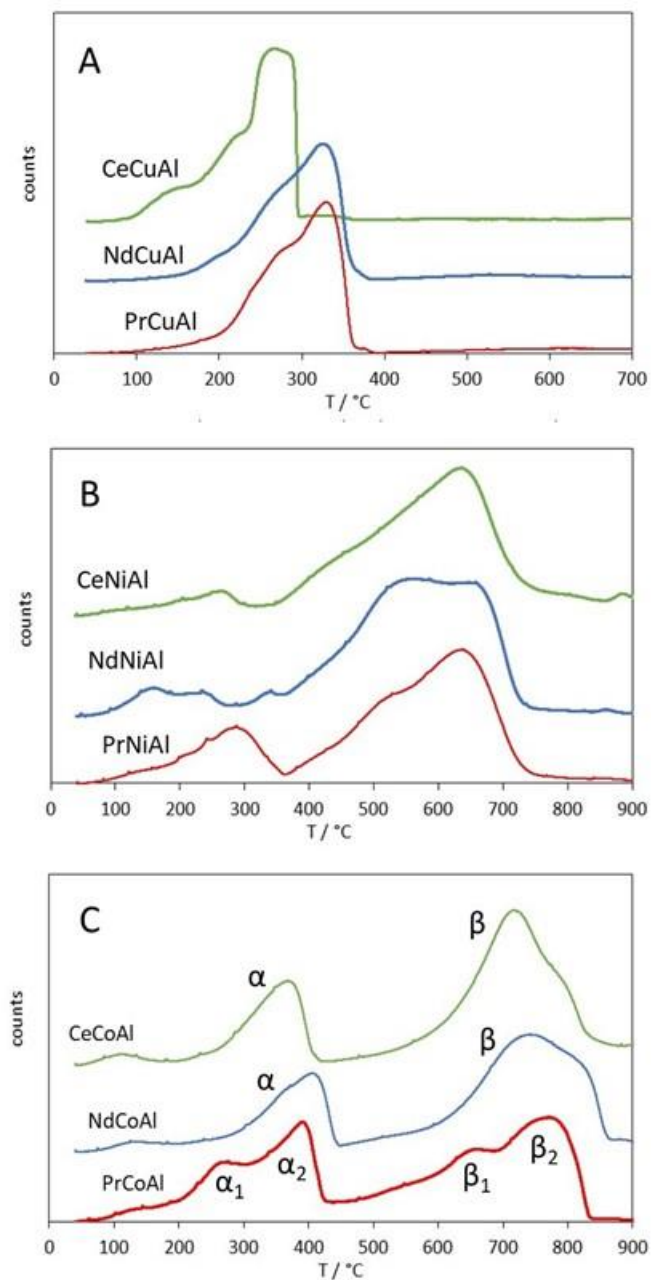 A
CeCuAl
NdCuAl
PrCuAl
counts
0 100 200 300 400 500 600 700
T / °C
B
CeNiAl
NdNiAl
PrNiAl
counts
0 100 200 300 400 500 600 700 800 900
T / °C
C
β
α
CeCoAl
β
α
NdCoAl
PrCoAl
α₁ α₂ β₁ β₂
counts
0 100 200 300 400 500 600 700 800 900
T / °C